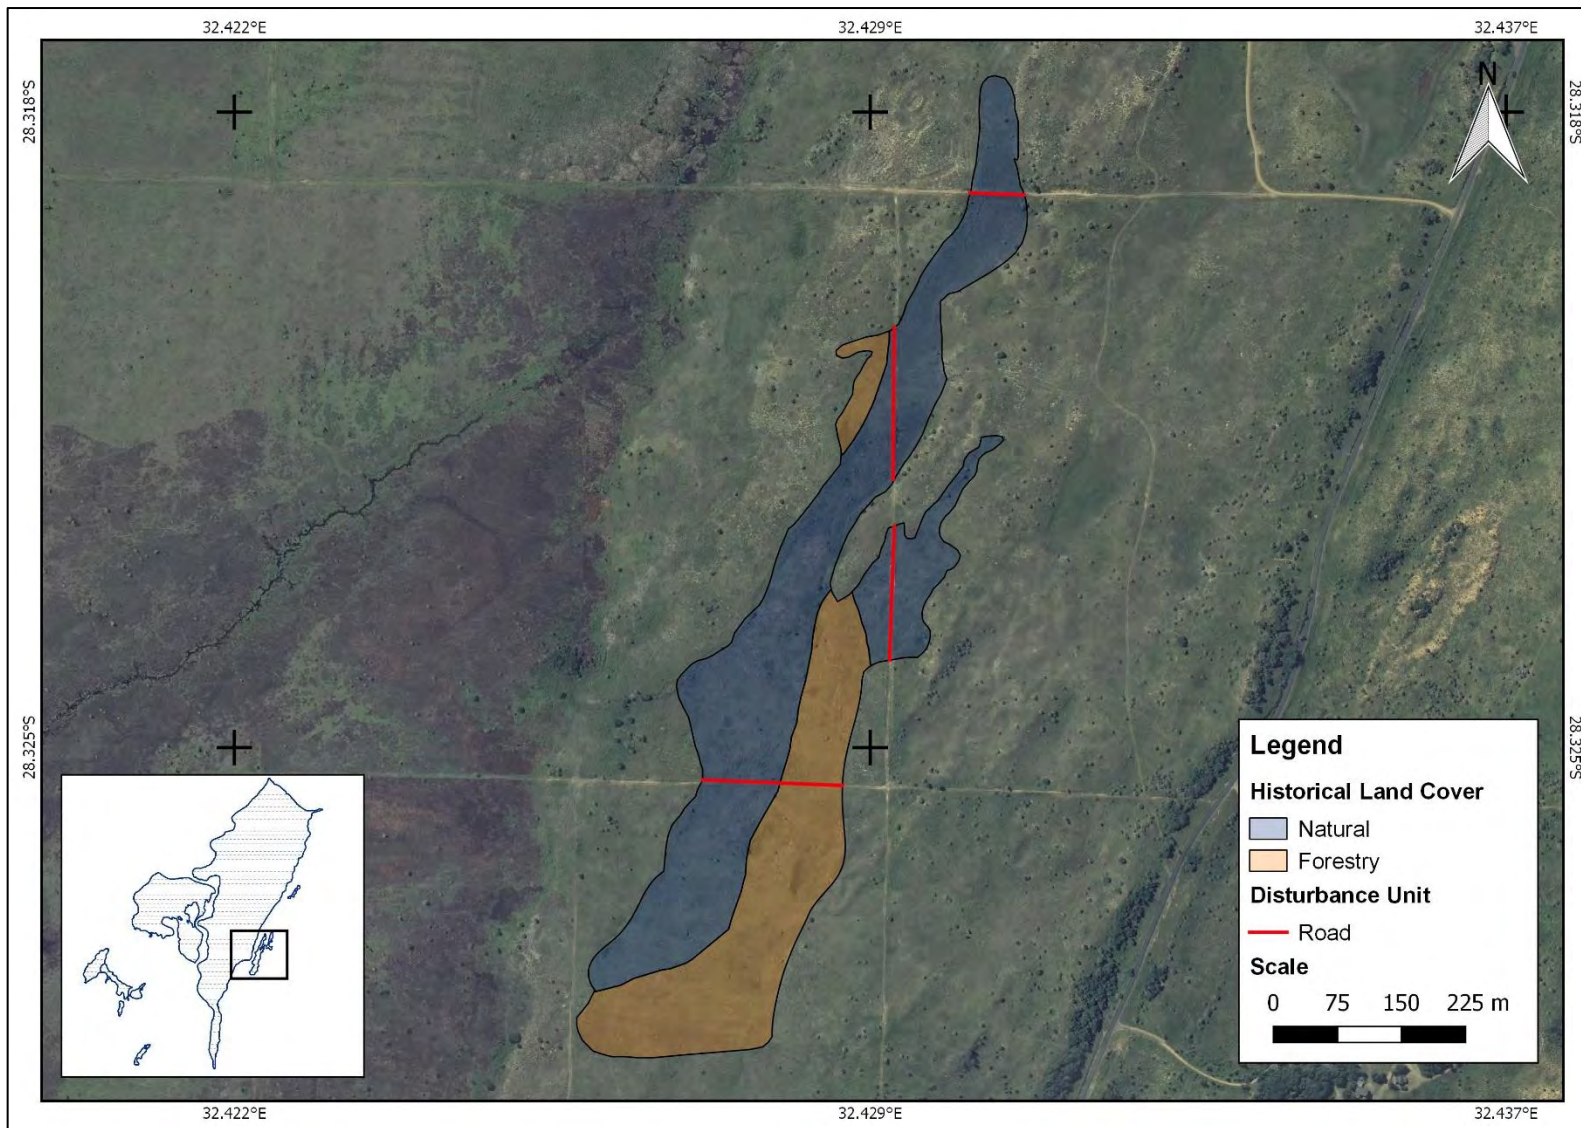 32.422°E
32.429°E
32.437°E
28.318°S
28.318°S
N
28.325°S
28.325°S
Legend
Historical Land Cover
Natural
Forestry
Disturbance Unit
Road
Scale
0 75 150 225 m
32.422°E
32.429°E
32.437°E